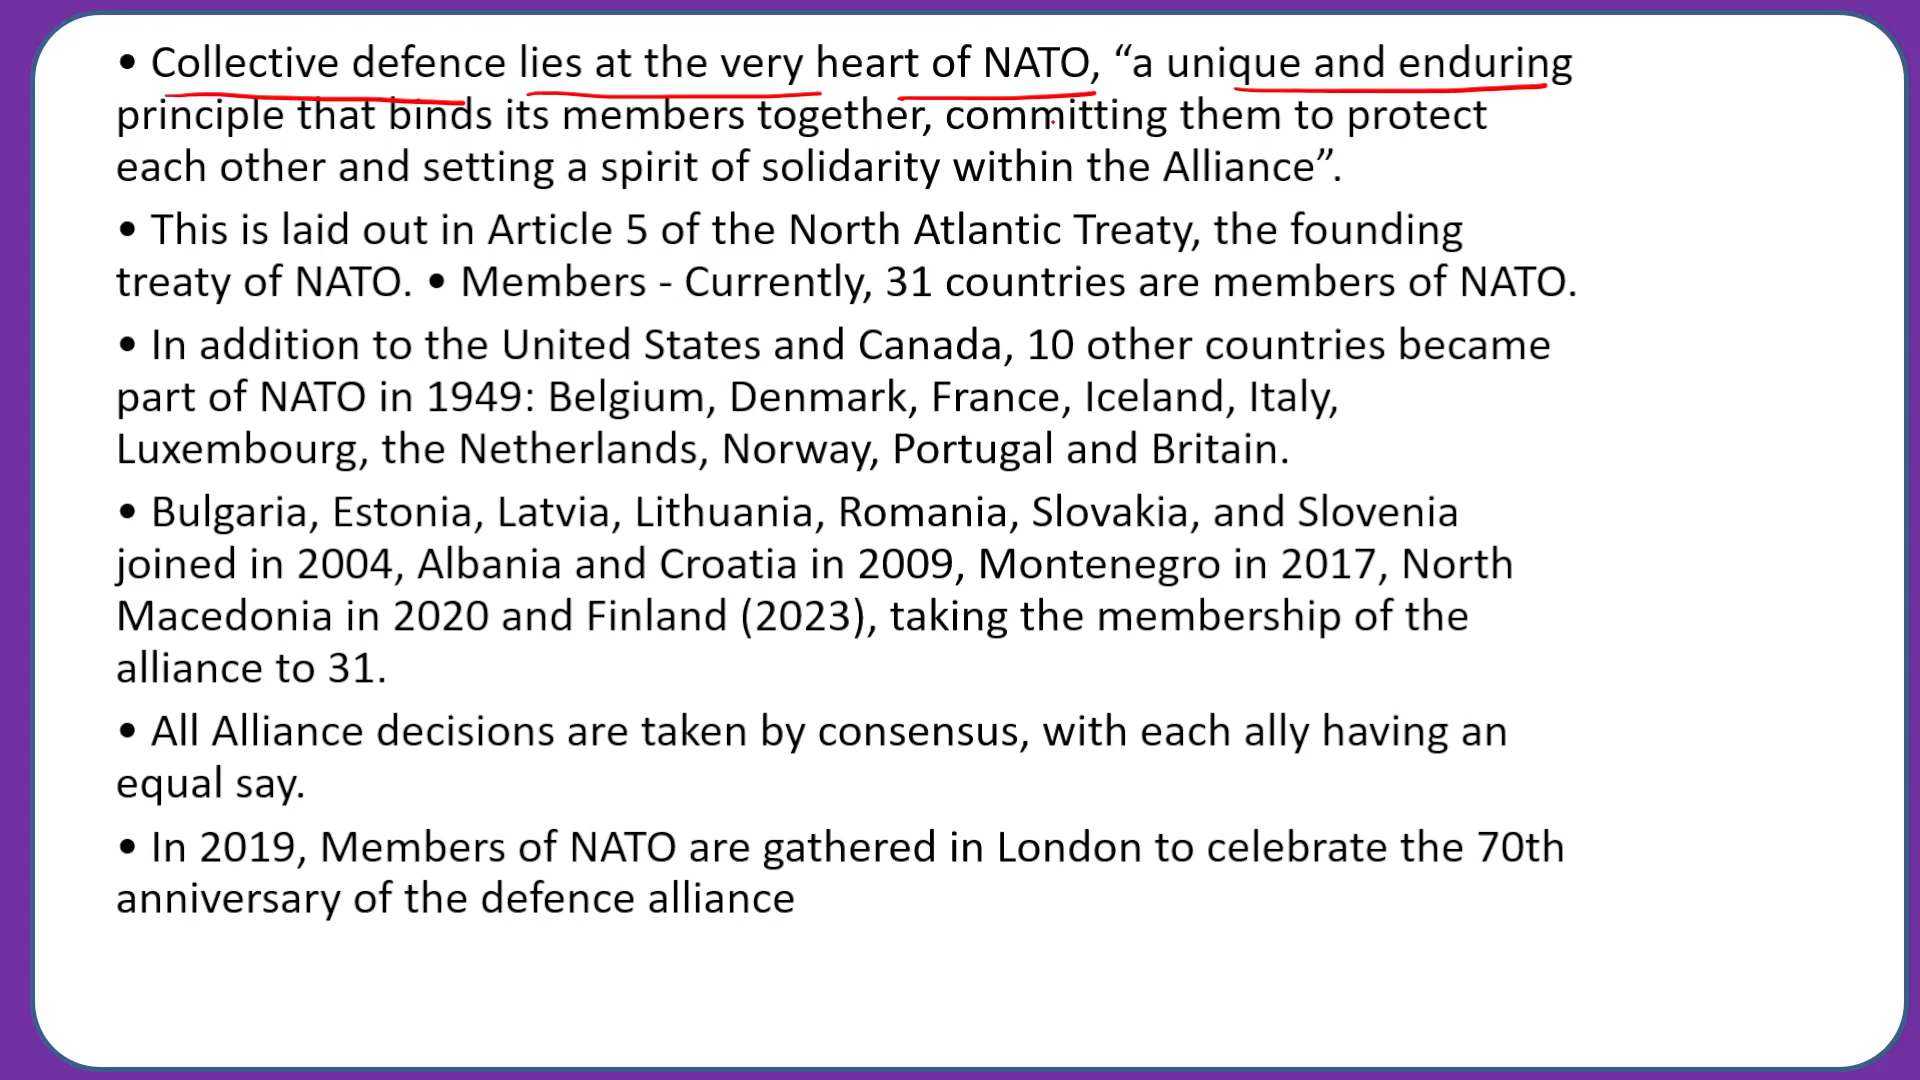 • Collective defence lies at the very heart of NATO, “a unique and enduring
principle that binds its members together, committing them to protect
each other and setting a spirit of solidarity within the Alliance”.
• This is laid out in Article 5 of the North Atlantic Treaty, the founding
treaty of NATO. • Members - Currently, 31 countries are members of NATO.
• In addition to the United States and Canada, 10 other countries became
part of NATO in 1949: Belgium, Denmark, France, Iceland, Italy,
Luxembourg, the Netherlands, Norway, Portugal and Britain.
• Bulgaria, Estonia, Latvia, Lithuania, Romania, Slovakia, and Slovenia
joined in 2004, Albania and Croatia in 2009, Montenegro in 2017, North
Macedonia in 2020 and Finland (2023), taking the membership of the
alliance to 31.
• All Alliance decisions are taken by consensus, with each ally having an
equal say.
• In 2019, Members of NATO are gathered in London to celebrate the 70th
anniversary of the defence alliance